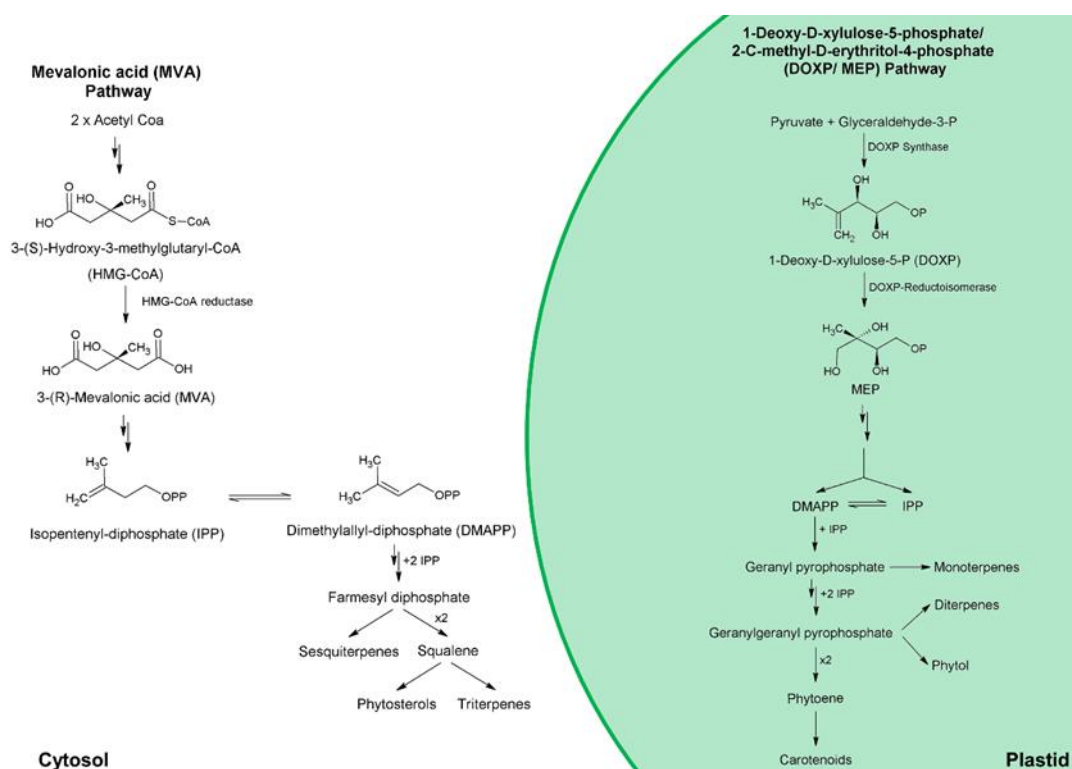 Mevalonic acid (MVA)
Pathway
2 x Acetyl Coa
O
HO
CH3
O
HO
S-CoA
3-(S)-Hydroxy-3-methylglutaryl-CoA
(HMG-CoA)
HMG-CoA reductase
O
HO
CH3
O
HO
OH
3-(R)-Mevalonic acid (MVA)
H3C
H2C
OPP
Isopentenyl-diphosphate (IPP)
H3C
H3C
OPP
Dimethylallyl-diphosphate (DMAPP)
+2 IPP
Farmesyl diphosphate
x2
Sesquiterpenes
Squalene
Phytosterols
Triterpenes
Cytosol
1-Deoxy-D-xylulose-5-phosphate/
2-C-methyl-D-erythritol-4-phosphate
(DOXP/ MEP) Pathway
Pyruvate + Glyceraldehyde-3-P
DOXP Synthase
OH
H3C
OP
CH2
OH
1-Deoxy-D-xylulose-5-P (DOXP)
DOXP-Reductoisomerase
H3C
OH
OP
HO
OH
MEP
DMAPP
IPP
+ IPP
Geranyl pyrophosphate
Monoterpenes
+2 IPP
Diterpenes
Geranylgeranyl pyrophosphate
Phytol
x2
Phytoene
Carotenoids
Plastid